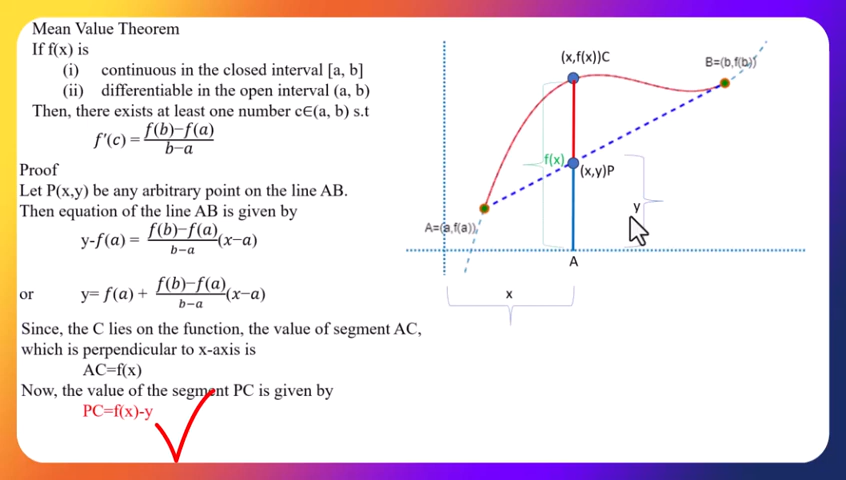 Mean Value Theorem
If f(x) is
(i) continuous in the closed interval [a, b]
(ii) differentiable in the open interval (a, b)
Then, there exists at least one number c∈(a, b) s.t
f′(c) = f(b)−f(a) / b−a
Proof
Let P(x,y) be any arbitrary point on the line AB.
Then equation of the line AB is given by
y-f(a) = f(b)−f(a) / b−a (x−a)
or y= f(a) + f(b)−f(a) / b−a (x−a)
Since, the C lies on the function, the value of segment AC,
which is perpendicular to x-axis is
AC=f(x)
Now, the value of the segment PC is given by
PC=f(x)-y
(x,f(x))C
B=(b,f(b))
f(x)
(x,y)P
y
A=(a,f(a))
A
x